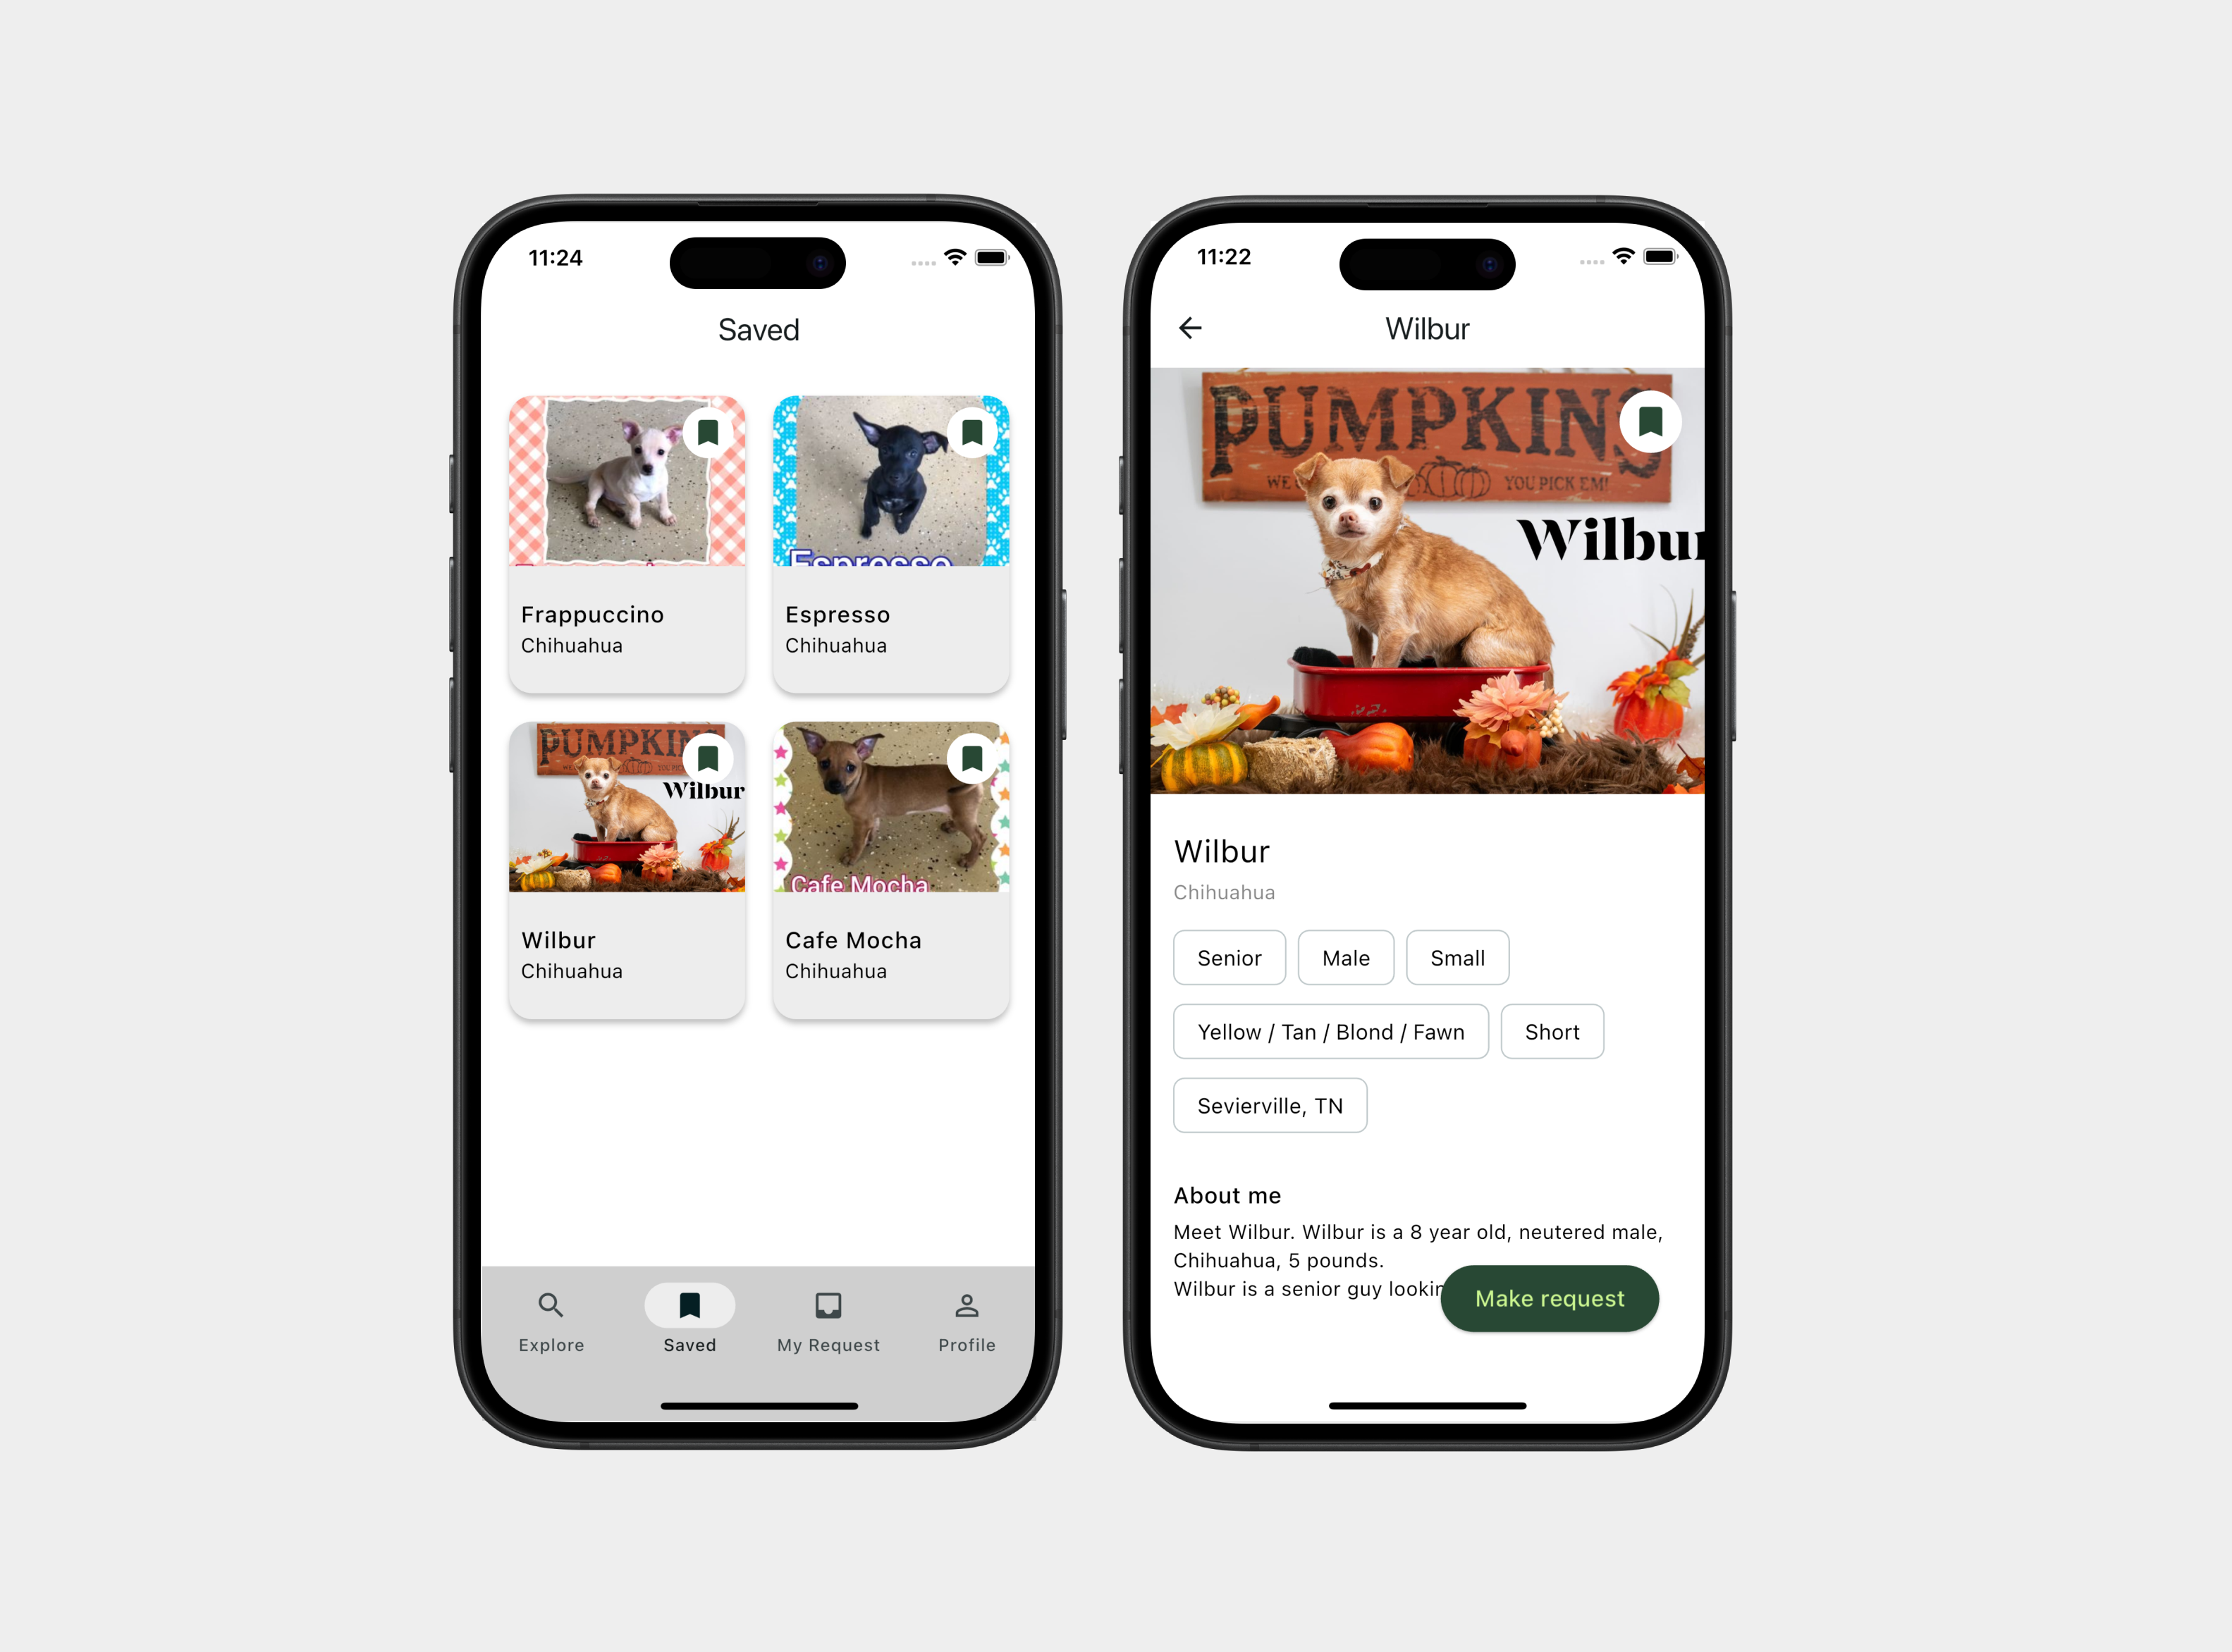 11:24
Saved
Espresso
Frappuccino
Chihuahua
Espresso
Chihuahua
PUMPKINS
Wilbur
Cafe Mocha
Wilbur
Chihuahua
Cafe Mocha
Chihuahua
Explore
Saved
My Request
Profile
11:22
Wilbur
PUMPKINS
WE
YOU PICK EM!
Wilbur
Wilbur
Chihuahua
Senior
Male
Small
Yellow / Tan / Blond / Fawn
Short
Sevierville, TN
About me
Meet Wilbur. Wilbur is a 8 year old, neutered male,
Chihuahua, 5 pounds.
Wilbur is a senior guy lookin
Make request